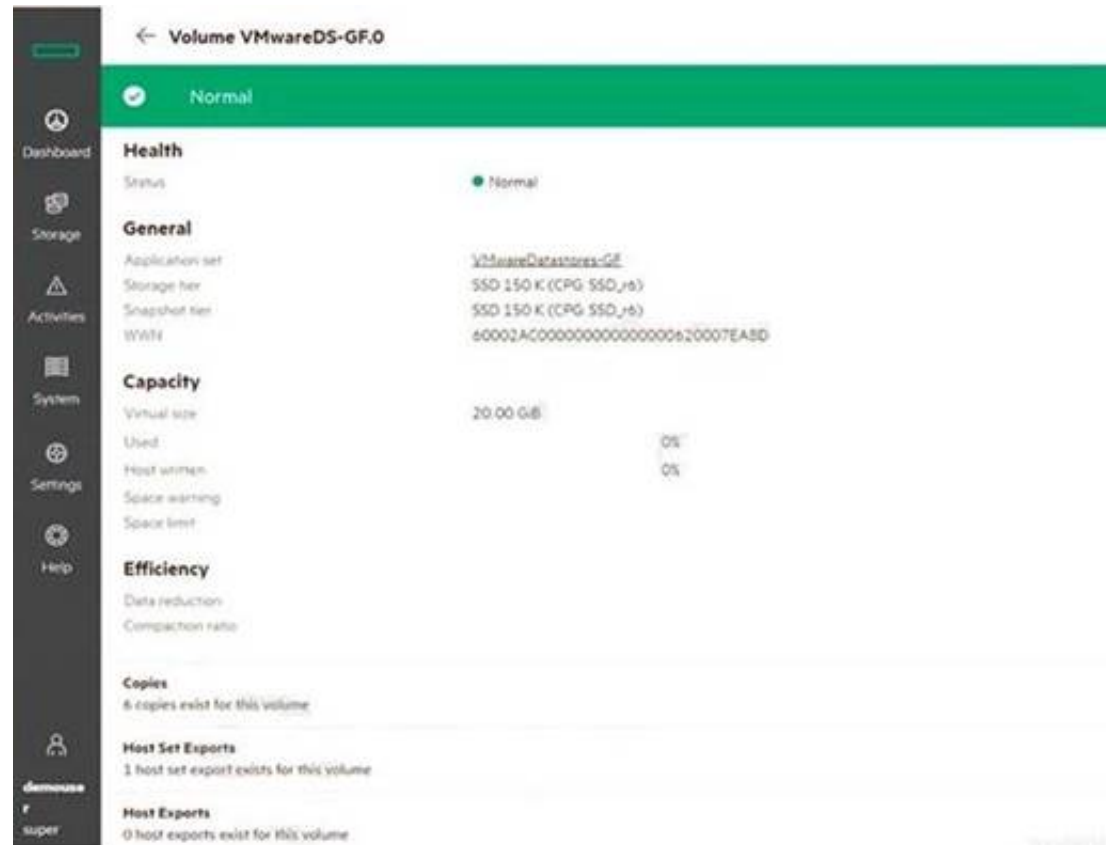 ← Volume VMwareDS-GF.0
Normal
Dashboard
Storage
Activities
System
Settings
Help
demouse
r
super
Health
Status Normal
General
Application set VMwareDatastores-GF
Storage tier SSD 150 K (CPG: SSD_r6)
Snapshot tier SSD 150 K (CPG: SSD_r6)
WWN
Capacity
Virtual size 20.00 GiB
Used 0%
Host written 0%
Space warning
Space limit
Efficiency
Data reduction
Compaction ratio
Copies
6 copies exist for this volume
Host Set Exports
1 host set export exists for this volume
Host Exports
0 host exports exist for this volume